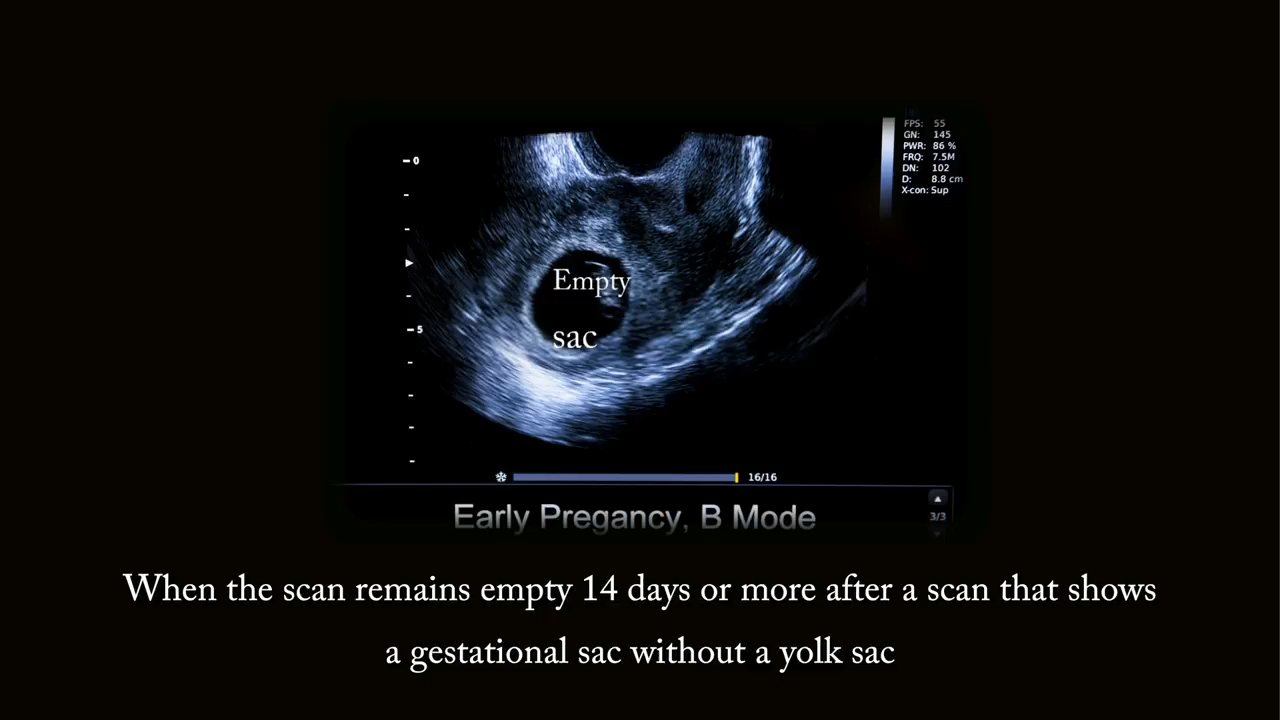 FPS: 55
GN: 145
PWR: 86 %
FRQ: 7.5M
DN: 102
D: 8.8 cm
X-con: Sup
0
5
Empty
sac
16/16
Early Pregancy, B Mode
3/3
When the scan remains empty 14 days or more after a scan that shows
a gestational sac without a yolk sac